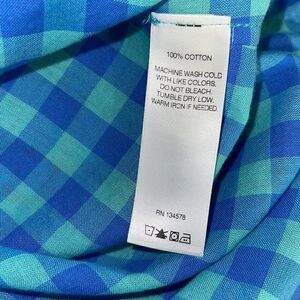 100% COTTON
MACHINE WASH COLD
WITH LIKE COLORS.
DO NOT BLEACH.
TUMBLE DRY LOW.
WARM IRON IF NEEDED.
RN 134578